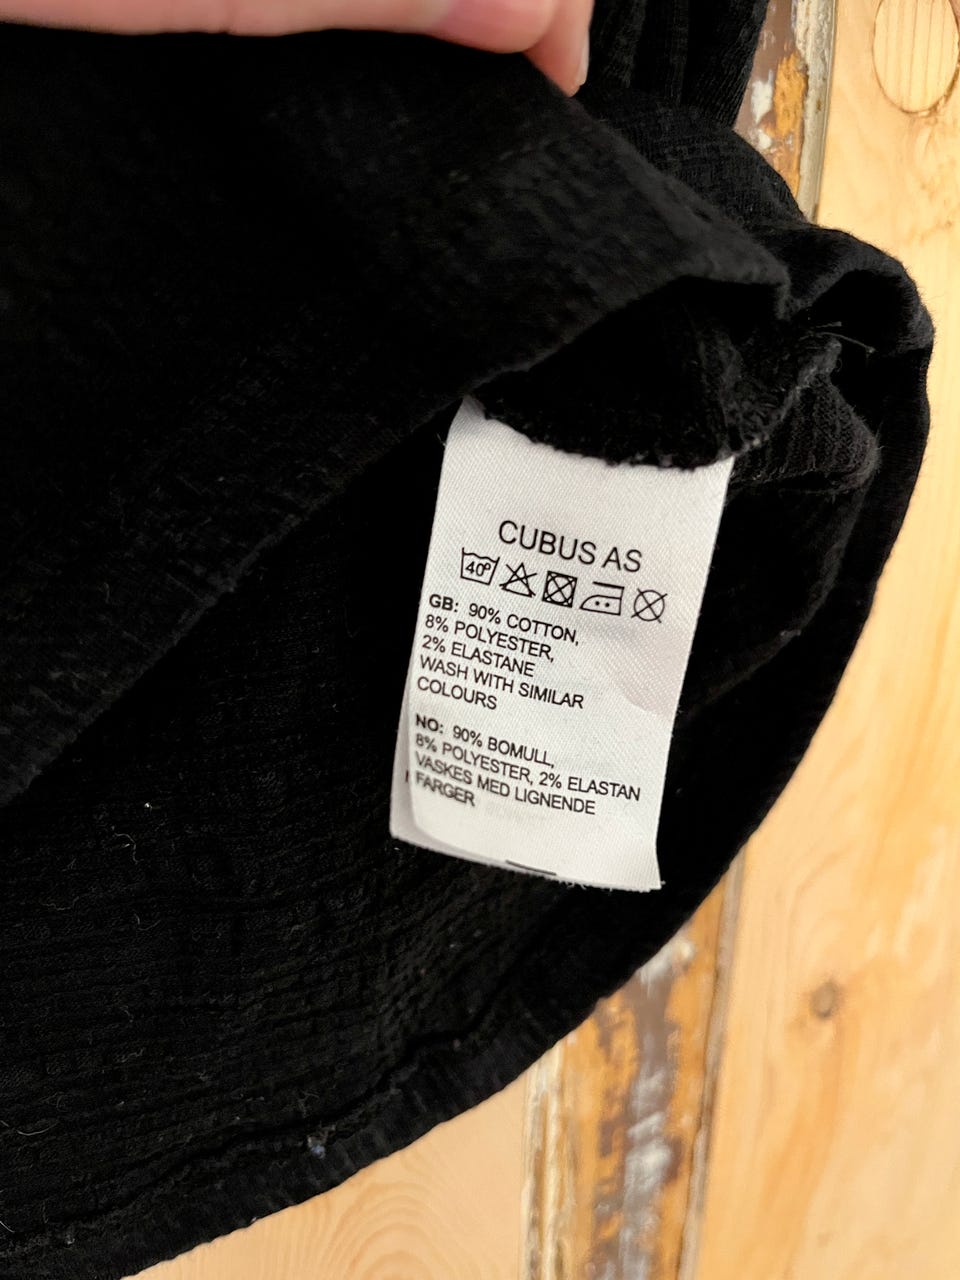 CUBUS AS
40°
GB: 90% COTTON,
8% POLYESTER,
2% ELASTANE
WASH WITH SIMILAR
COLOURS
NO: 90% BOMULL,
8% POLYESTER, 2% ELASTAN
VASKES MED LIGNENDE
FARGER